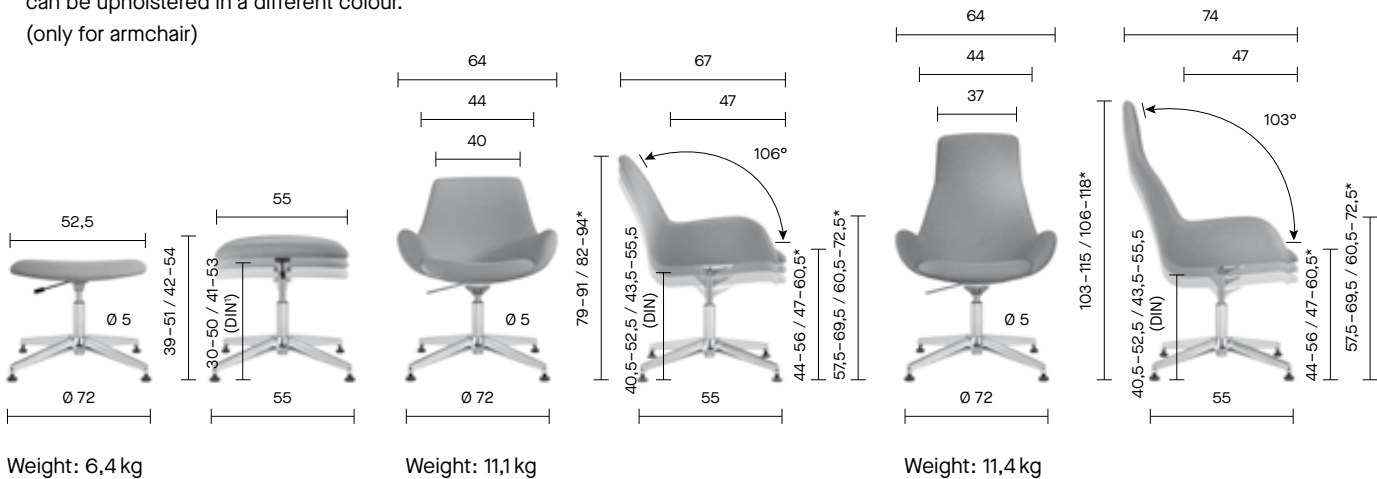 can be upholstered in a different colour.
(only for armchair)
52,5
Ø 5
Ø 72
39–51 / 42–54
55
30–50 / 41–53
(DIN¹)
55
64
44
40
Ø 5
Ø 72
67
47
106°
79–91 / 82–94*
40,5–52,5 / 43,5–55,5
(DIN)
44–56 / 47–60,5*
57,5–69,5 / 60,5–72,5*
55
64
44
37
Ø 5
Ø 72
74
47
103°
103–115 / 106–118*
40,5–52,5 / 43,5–55,5
(DIN)
44–56 / 47–60,5*
57,5–69,5 / 60,5–72,5*
55
Weight: 6,4 kg
Weight: 11,1 kg
Weight: 11,4 kg